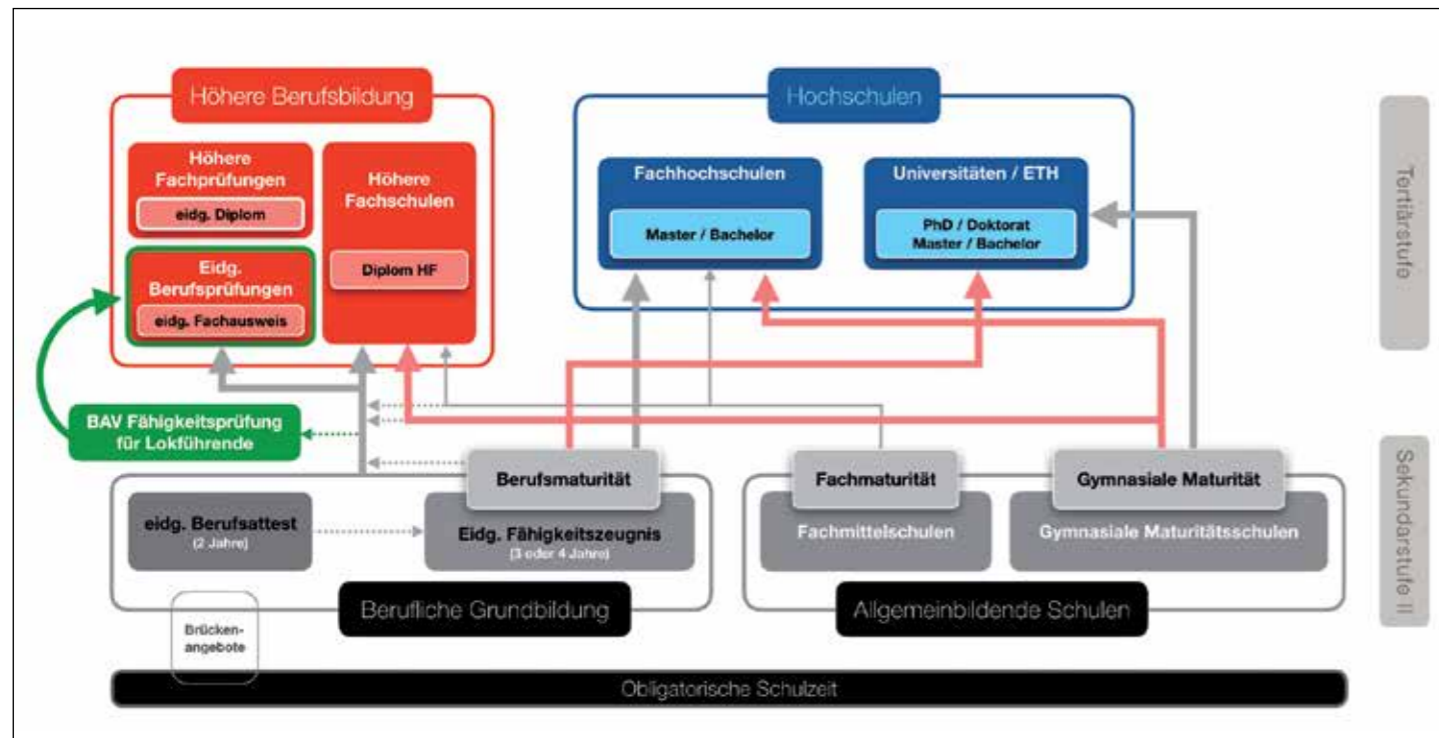 Höhere Berufsbildung
Hochschulen
Höhere
Fachprüfungen
eidg. Diplom
Höhere
Fachschulen
Diplom HF
Eidg.
Berufsprüfungen
eidg. Fachausweis
Fachhochschulen
Master / Bachelor
Universitäten / ETH
PhD / Doktorat
Master / Bachelor
Tertiärstufe
BAV Fähigkeitsprüfung
für Lokführende
Berufsmaturität
Fachmaturität
Gymnasiale Maturität
eidg. Berufsattest
(2 Jahre)
Eidg. Fähigkeitszeugnis
(3 oder 4 Jahre)
Fachmittelschulen
Gymnasiale Maturitätsschulen
Sekundarstufe II
Berufliche Grundbildung
Allgemeinbildende Schulen
Brücken-
angebote
Obligatorische Schulzeit